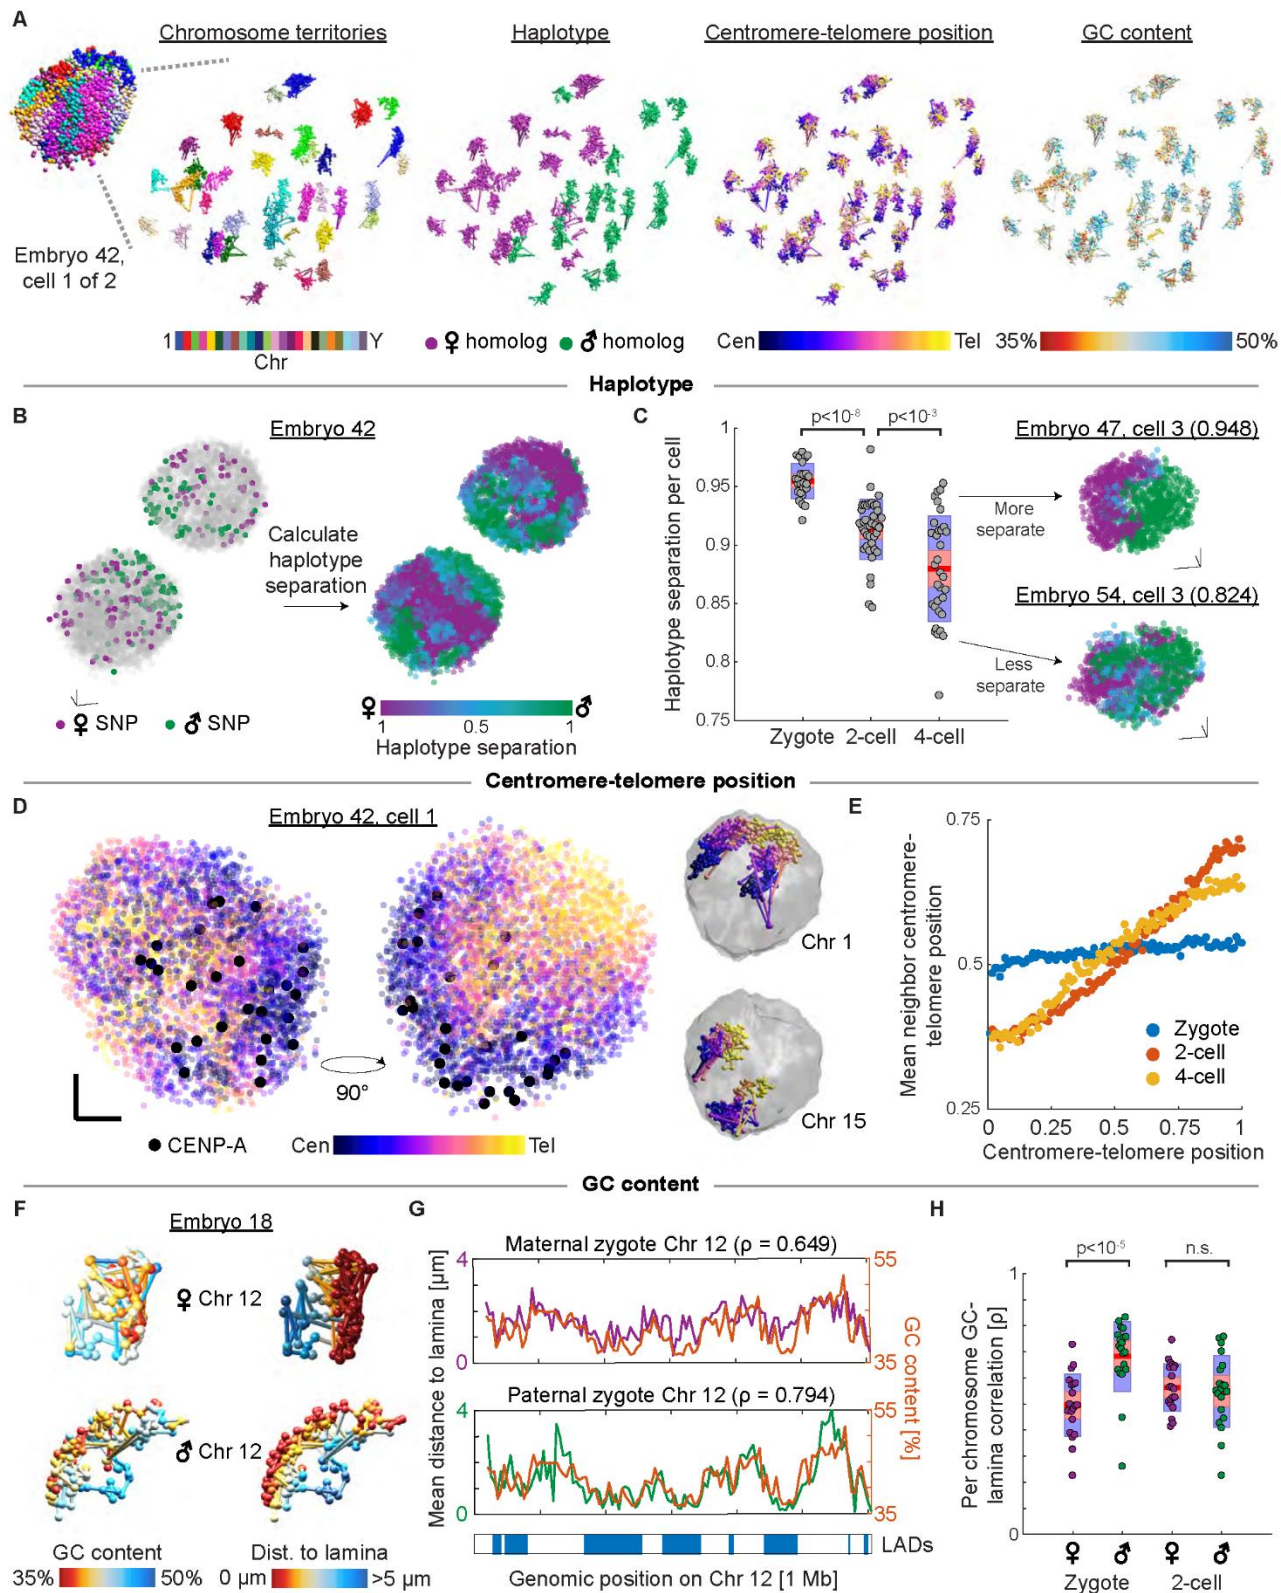 A
Chromosome territories
Haplotype
Centromere-telomere position
GC content
Embryo 42,
cell 1 of 2
1 Y
Chr
♀ homolog ♂ homolog
Cen Tel
35% 50%
Haplotype
B
Embryo 42
Calculate
haplotype
separation
♀ SNP ♂ SNP
♀ ♂
1 0.5 1
Haplotype separation
C
p<10⁻⁸ p<10⁻³
Haplotype separation per cell
1
0.95
0.9
0.85
0.8
0.75
Zygote 2-cell 4-cell
Embryo 47, cell 3 (0.948)
More
separate
Embryo 54, cell 3 (0.824)
Less
separate
Centromere-telomere position
D
Embryo 42, cell 1
90°
CENP-A
Cen Tel
Chr 1
Chr 15
E
Mean neighbor centromere-
telomere position
0.75
0.5
0.25
Zygote
2-cell
4-cell
0 0.25 0.5 0.75 1
Centromere-telomere position
GC content
F
Embryo 18
♀ Chr 12
♂ Chr 12
GC content
35% 50%
Dist. to lamina
0 µm >5 µm
G
Maternal zygote Chr 12 (ρ = 0.649)
4
0
55
35
Paternal zygote Chr 12 (ρ = 0.794)
4
0
55
35
Mean distance to lamina [µm]
GC content [%]
LADs
Genomic position on Chr 12 [1 Mb]
H
p<10⁻⁵ n.s.
Per chromosome GC-
lamina correlation [ρ]
1
0
♀ ♂ ♀ ♂
Zygote 2-cell